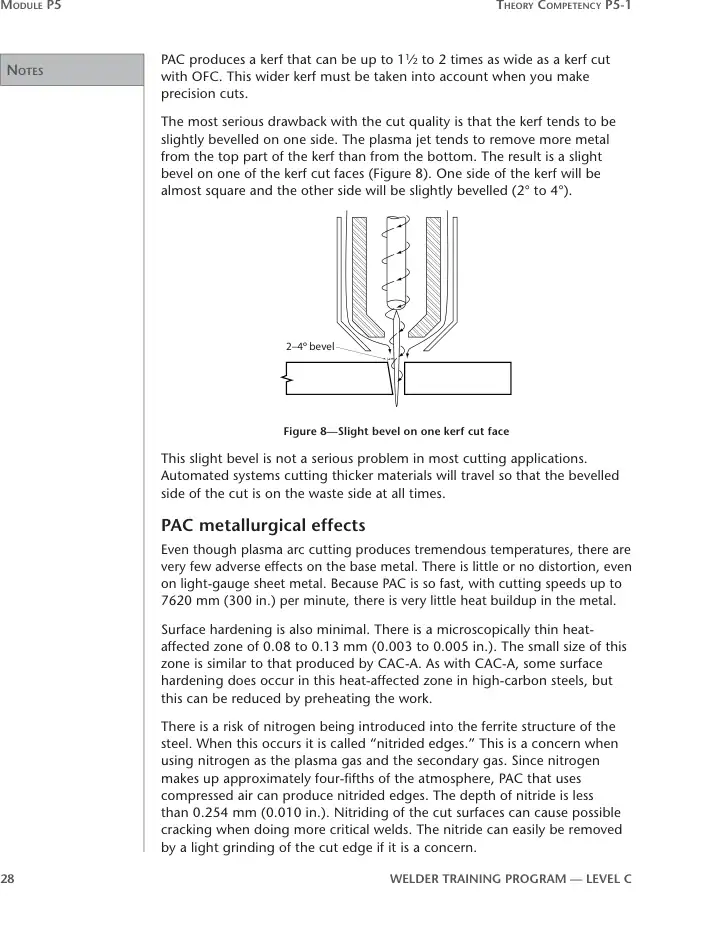 MODULE P5
THEORY COMPETENCY P5-1
NOTES
PAC produces a kerf that can be up to 1½ to 2 times as wide as a kerf cut
with OFC. This wider kerf must be taken into account when you make
precision cuts.
The most serious drawback with the cut quality is that the kerf tends to be
slightly bevelled on one side. The plasma jet tends to remove more metal
from the top part of the kerf than from the bottom. The result is a slight
bevel on one of the kerf cut faces (Figure 8). One side of the kerf will be
almost square and the other side will be slightly bevelled (2° to 4°).
2–4º bevel
Figure 8—Slight bevel on one kerf cut face
This slight bevel is not a serious problem in most cutting applications.
Automated systems cutting thicker materials will travel so that the bevelled
side of the cut is on the waste side at all times.
PAC metallurgical effects
Even though plasma arc cutting produces tremendous temperatures, there are
very few adverse effects on the base metal. There is little or no distortion, even
on light-gauge sheet metal. Because PAC is so fast, with cutting speeds up to
7620 mm (300 in.) per minute, there is very little heat buildup in the metal.
Surface hardening is also minimal. There is a microscopically thin heat-
affected zone of 0.08 to 0.13 mm (0.003 to 0.005 in.). The small size of this
zone is similar to that produced by CAC-A. As with CAC-A, some surface
hardening does occur in this heat-affected zone in high-carbon steels, but
this can be reduced by preheating the work.
There is a risk of nitrogen being introduced into the ferrite structure of the
steel. When this occurs it is called “nitrided edges.” This is a concern when
using nitrogen as the plasma gas and the secondary gas. Since nitrogen
makes up approximately four-fifths of the atmosphere, PAC that uses
compressed air can produce nitrided edges. The depth of nitride is less
than 0.254 mm (0.010 in.). Nitriding of the cut surfaces can cause possible
cracking when doing more critical welds. The nitride can easily be removed
by a light grinding of the cut edge if it is a concern.
28
WELDER TRAINING PROGRAM — LEVEL C